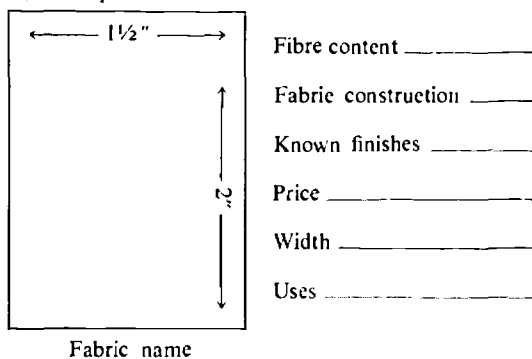 1½"
2"
Fabric name
Fibre content
Fabric construction
Known finishes
Price
Width
Uses